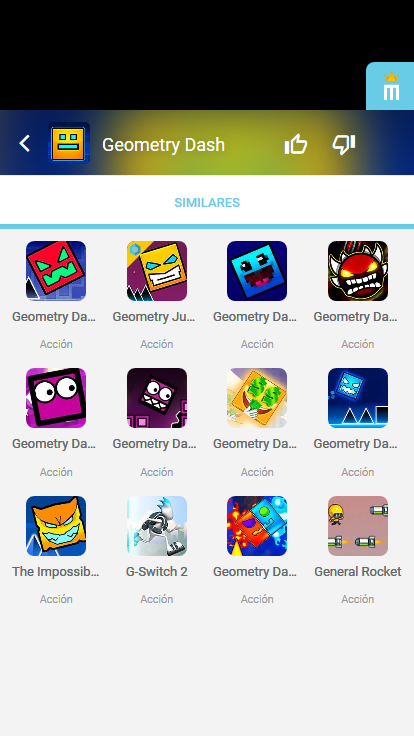 m
Geometry Dash
SIMILARES
Geometry Da... Geometry Ju... Geometry Da... Geometry Da...
Acción Acción Acción Acción
Geometry Da... Geometry Da... Geometry Da... Geometry Da...
Acción Acción Acción Acción
The Impossib... G-Switch 2 Geometry Da... General Rocket
Acción Acción Acción Acción